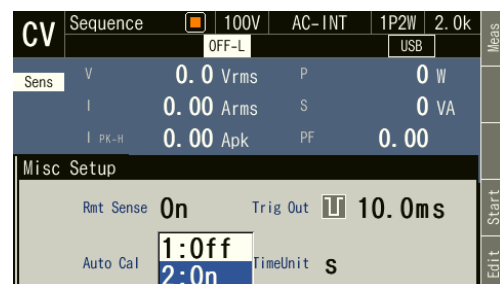 CV Sequence 100V AC-INT 1P2W 2.0k
OFF-L USB
Meas
Sens
V 0.0 Vrms P 0 W
I 0.00 Arms S 0 VA
I PK-H 0.00 Apk PF 0.00
Misc Setup
Rmt Sense On Trig Out 10.0ms
Start
Auto Cal 1:Off TimeUnit s
2:On
Edit